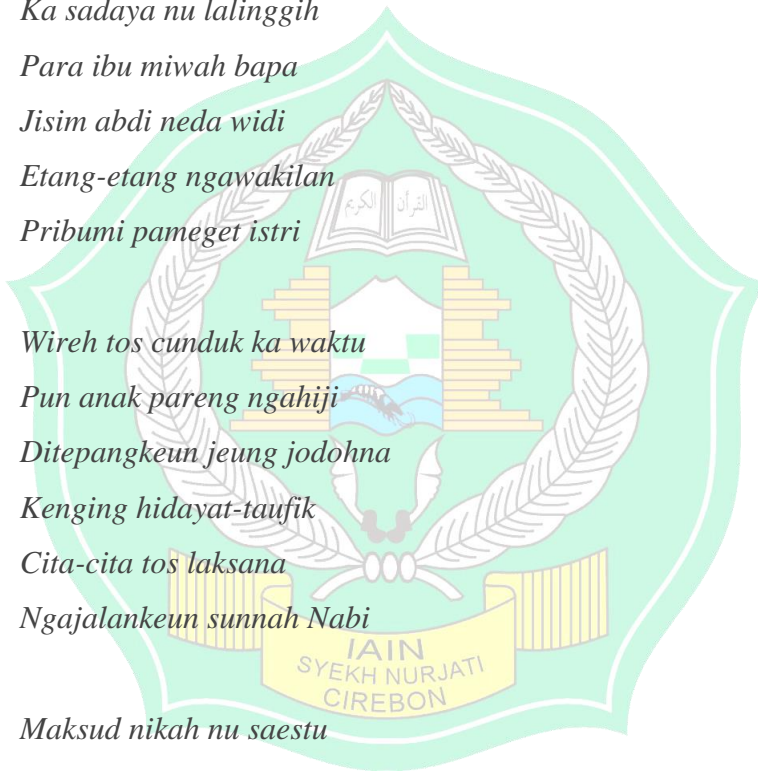 Ka sadaya nu lalinggih
Para ibu miwah bapa
Jisim abdi neda widi
Etang-etang ngawakilan
Pribumi pameget istri
القرآن الكريم
Wireh tos cunduk ka waktu
Pun anak pareng ngahiji
Ditepangkeun jeung jodohna
Kenging hidayat-taufik
Cita-cita tos laksana
Ngajalankeun sunnah Nabi
IAIN
SYEKH NURJATI
CIREBON
Maksud nikah nu saestu